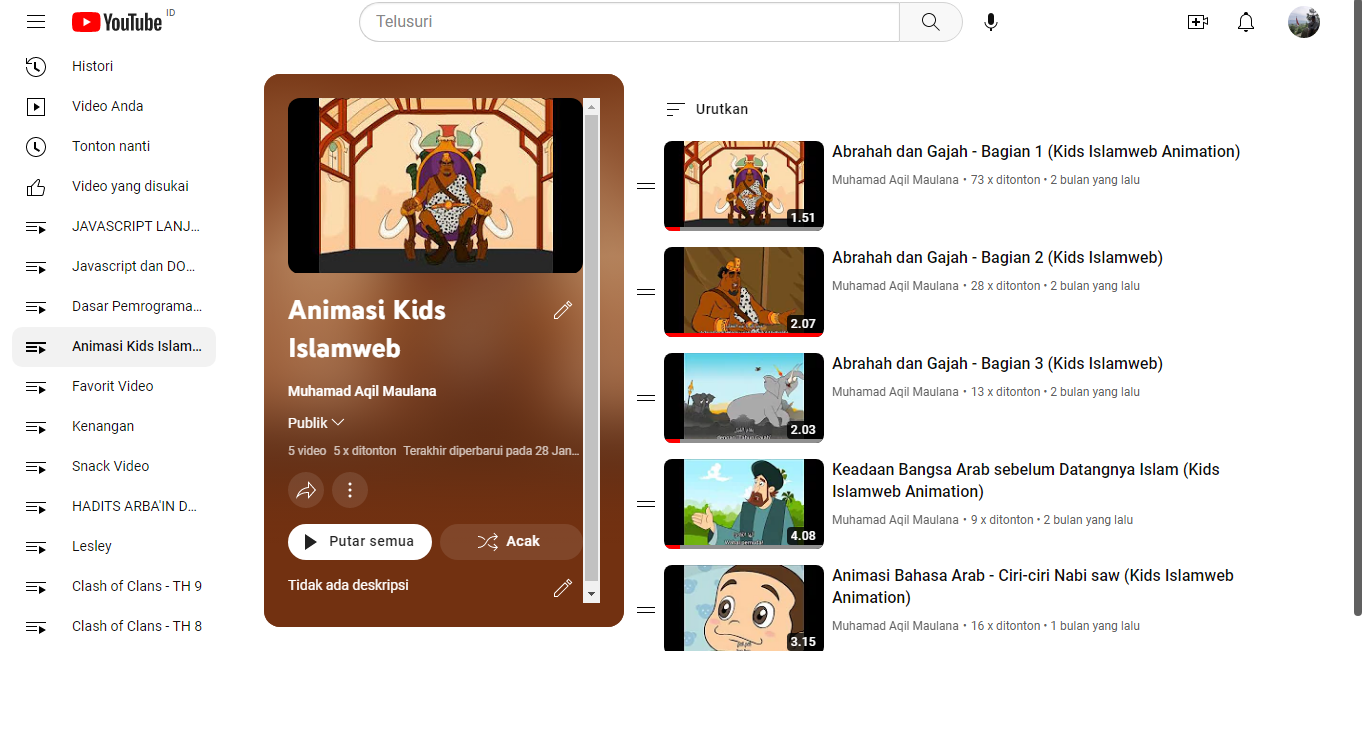 YouTube ID
Telusuri
Histori
Video Anda
Tonton nanti
Video yang disukai
JAVASCRIPT LANJ...
Javascript dan DO...
Dasar Pemrograma...
Animasi Kids Islam...
Favorit Video
Kenangan
Snack Video
HADITS ARBA'IN D...
Lesley
Clash of Clans - TH 9
Clash of Clans - TH 8
Animasi Kids
Islamweb
Muhamad Aqil Maulana
Publik
5 video 5 x ditonton Terakhir diperbarui pada 28 Jan...
Putar semua
Acak
Tidak ada deskripsi
Urutkan
1.51
Abrahah dan Gajah - Bagian 1 (Kids Islamweb Animation)
Muhamad Aqil Maulana • 73 x ditonton • 2 bulan yang lalu
2.07
Abrahah dan Gajah - Bagian 2 (Kids Islamweb)
Muhamad Aqil Maulana • 28 x ditonton • 2 bulan yang lalu
2.03
Abrahah dan Gajah - Bagian 3 (Kids Islamweb)
Muhamad Aqil Maulana • 13 x ditonton • 2 bulan yang lalu
4.08
Keadaan Bangsa Arab sebelum Datangnya Islam (Kids
Islamweb Animation)
Muhamad Aqil Maulana • 9 x ditonton • 2 bulan yang lalu
3.15
Animasi Bahasa Arab - Ciri-ciri Nabi saw (Kids Islamweb
Animation)
Muhamad Aqil Maulana • 16 x ditonton • 1 bulan yang lalu